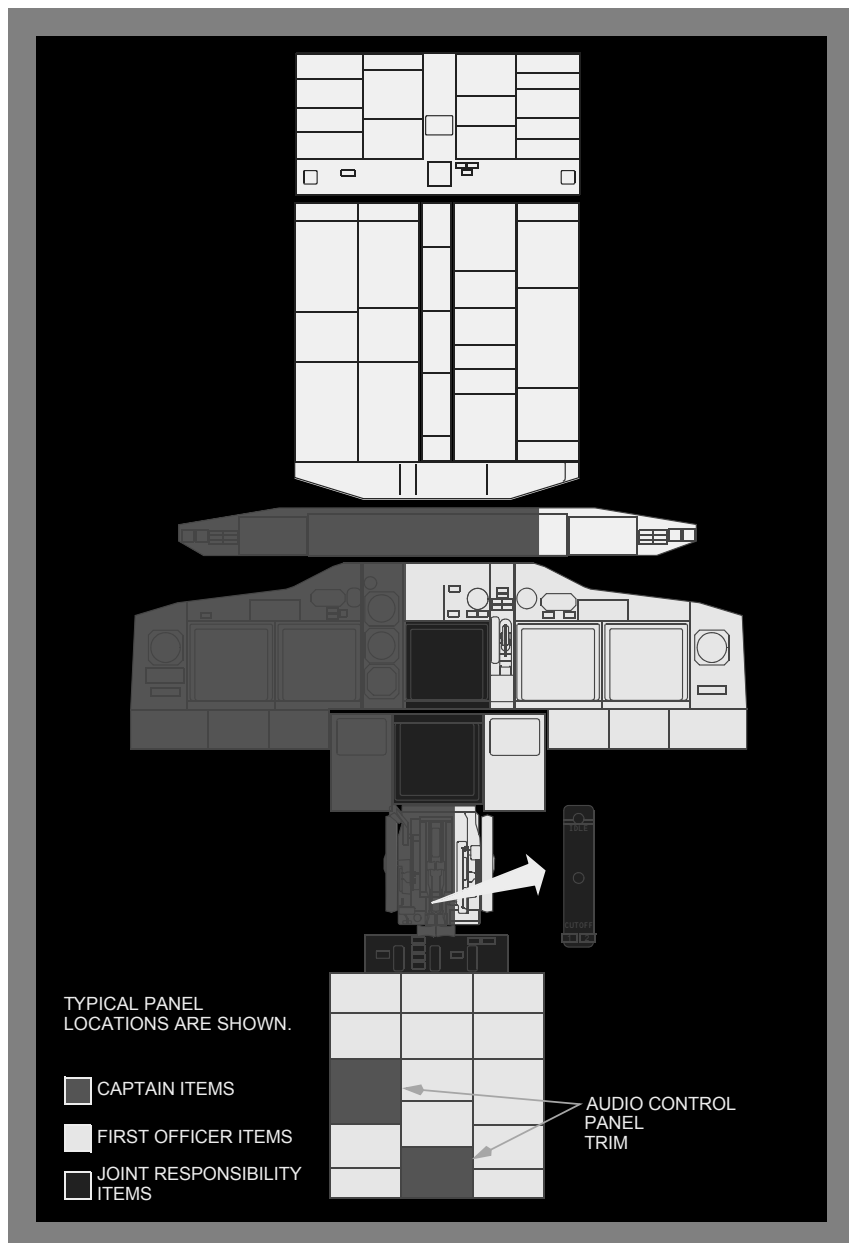 IDLE
CUTOFF
TYPICAL PANEL
LOCATIONS ARE SHOWN.
CAPTAIN ITEMS
FIRST OFFICER ITEMS
JOINT RESPONSIBILITY
ITEMS
AUDIO CONTROL
PANEL
TRIM